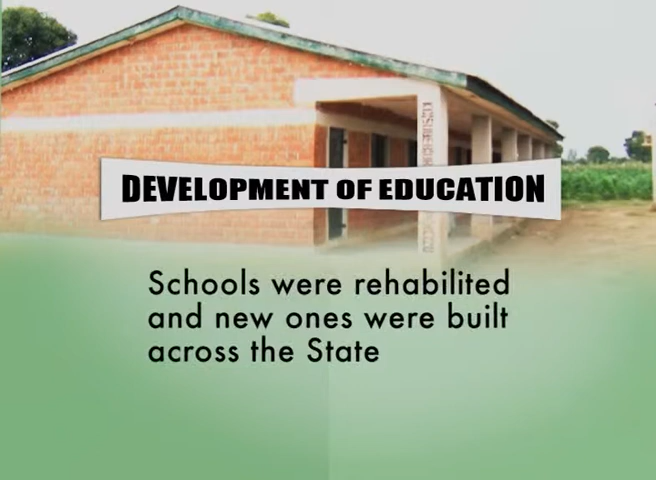 DEVELOPMENT OF EDUCATION
Schools were rehabilited
and new ones were built
across the State